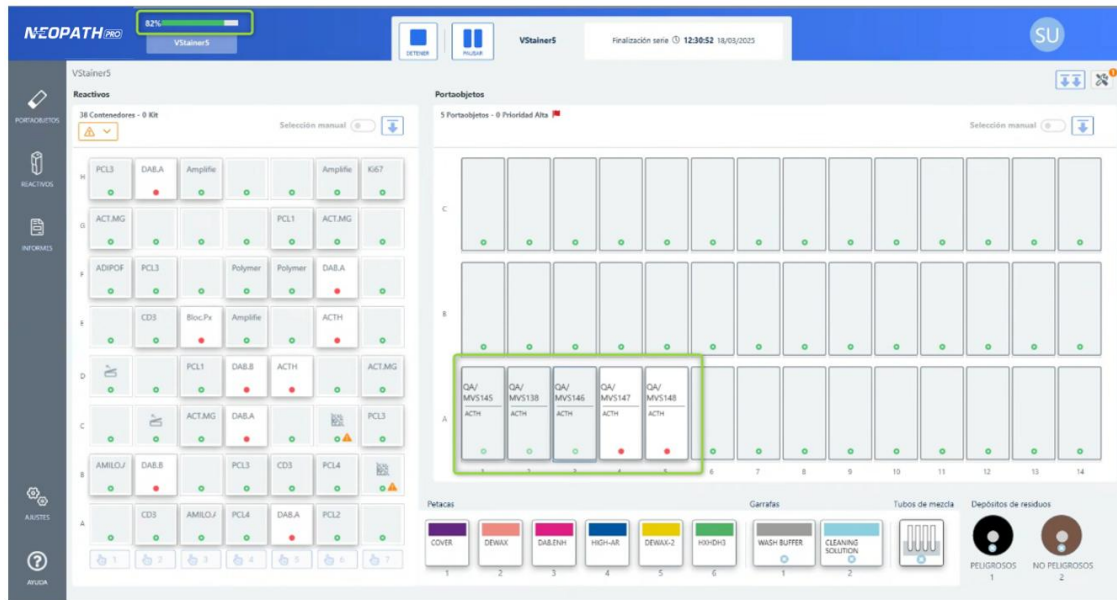 NEOPATH PRO
82%
VStainer5
DETENER
PAUSAR
VStainer5
Finalización serie 12:30:52 18/03/2025
SU
VStainer5
PORTAOBJETOS
REACTIVOS
INFORMES
AJUSTES
AYUDA
Reactivos
38 Contenedores - 0 Kit
Selección manual
H PCL3 DAB.A Amplifie Amplifie Ki67
G ACT.MG PCL1 ACT.MG
F ADIPOF PCL3 Polymer Polymer DAB.A
E CD3 Bloc.Px Amplifie ACTH
D PCL1 DAB.B ACTH ACT.MG
C ACT.MG DAB.A PCL3
B AMILO.J DAB.B PCL3 CD3 PCL4
A CD3 AMILO.J PCL4 DAB.A PCL2
1 2 3 4 5 6 7
Portaobjetos
5 Portaobjetos - 0 Prioridad Alta
Selección manual
C
B
A
QA/ QA/ QA/ QA/ QA/
MVS145 MVS138 MVS146 MVS147 MVS148
ACTH ACTH ACTH ACTH ACTH
6 7 8 9 10 11 12 13 14
Petacas
COVER DEWAX DAB.ENH HIGH-AR DEWAX-2 HXHDH3
1 2 3 4 5 6
Garrafas
WASH BUFFER CLEANING SOLUTION
1 2
Tubos de mezcla
Depósitos de residuos
PELIGROSOS NO PELIGROSOS
1 2